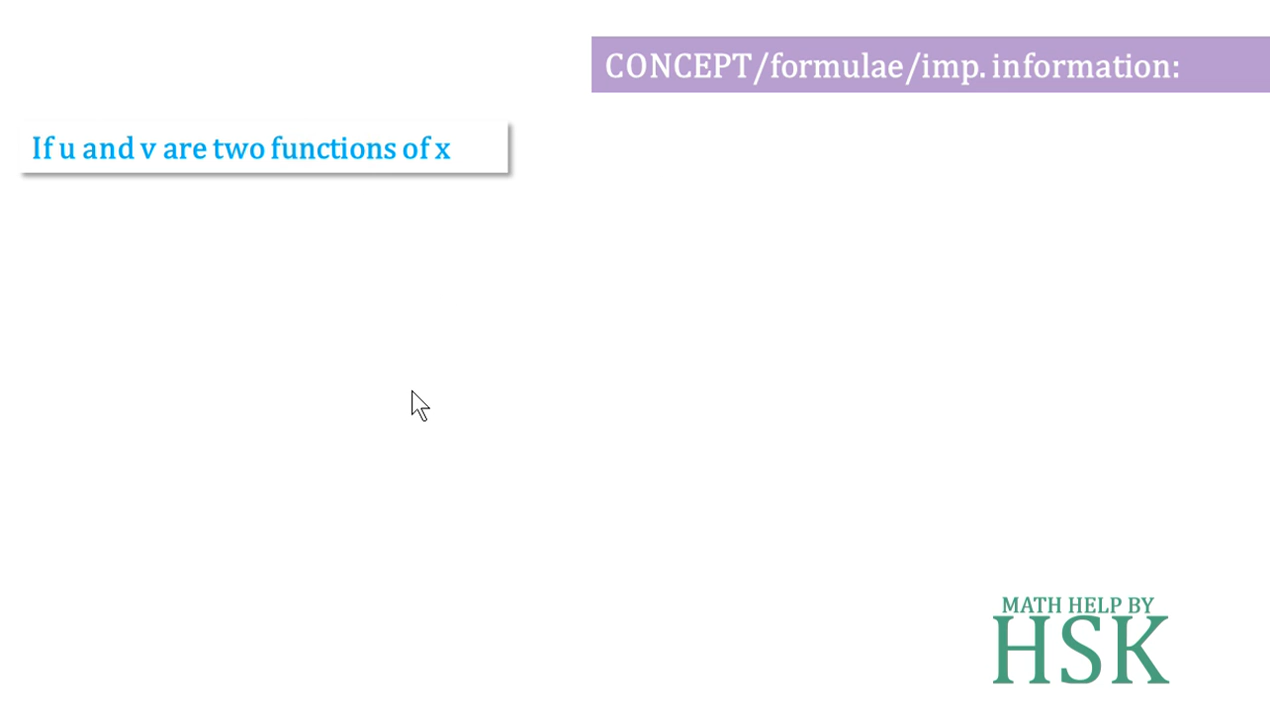 CONCEPT/formulae/imp. information:
If u and v are two functions of x
MATH HELP BY
HSK